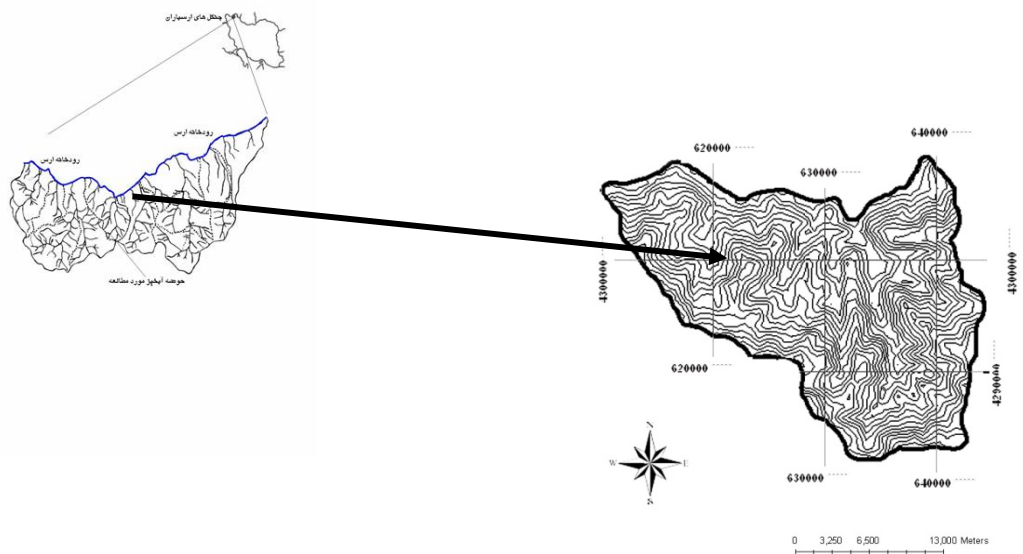 جنگل های ارسباران
رودخانه ارس
رودخانه ارس
حوضه آبخیز مورد مطالعه
640000
620000
630000
4300000
4300000
620000
4290000
630000
640000
N
W
E
S
0 3,250 6,500 13,000 Meters